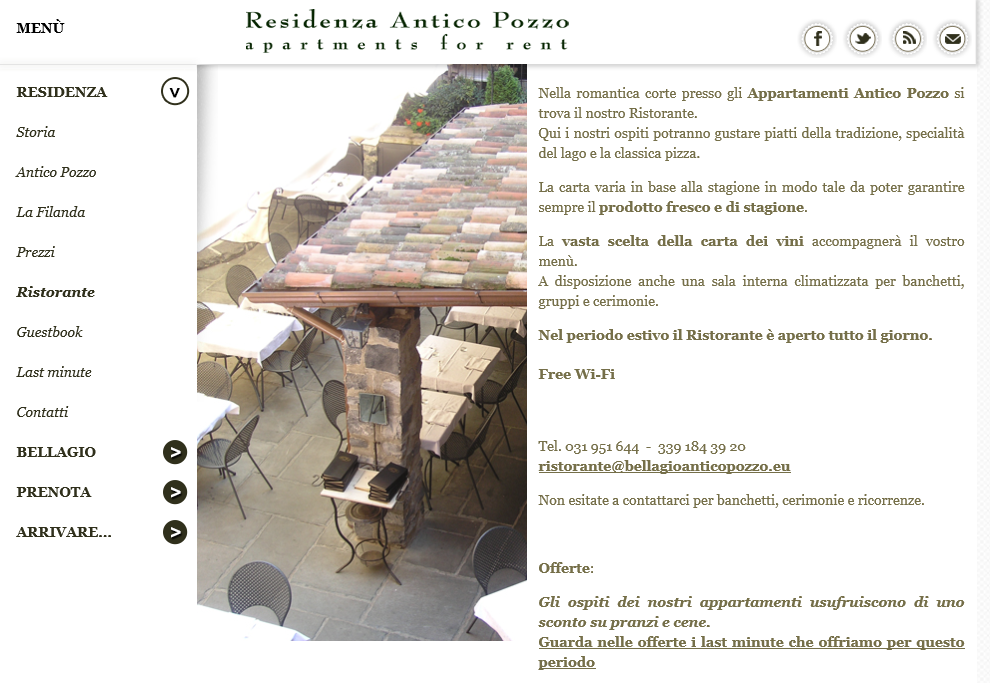 MENÙ
Residenza Antico Pozzo
apartments for rent
RESIDENZA
Storia
Antico Pozzo
La Filanda
Prezzi
Ristorante
Guestbook
Last minute
Contatti
BELLAGIO
PRENOTA
ARRIVARE...
Nella romantica corte presso gli Appartamenti Antico Pozzo si
trova il nostro Ristorante.
Qui i nostri ospiti potranno gustare piatti della tradizione, specialità
del lago e la classica pizza.
La carta varia in base alla stagione in modo tale da poter garantire
sempre il prodotto fresco e di stagione.
La vasta scelta della carta dei vini accompagnerà il vostro
menù.
A disposizione anche una sala interna climatizzata per banchetti,
gruppi e cerimonie.
Nel periodo estivo il Ristorante è aperto tutto il giorno.
Free Wi-Fi
Tel. 031 951 644 - 339 184 39 20
ristorante@bellagioanticopozzo.eu
Non esitate a contattarci per banchetti, cerimonie e ricorrenze.
Offerte:
Gli ospiti dei nostri appartamenti usufruiscono di uno
sconto su pranzi e cene.
Guarda nelle offerte i last minute che offriamo per questo
periodo